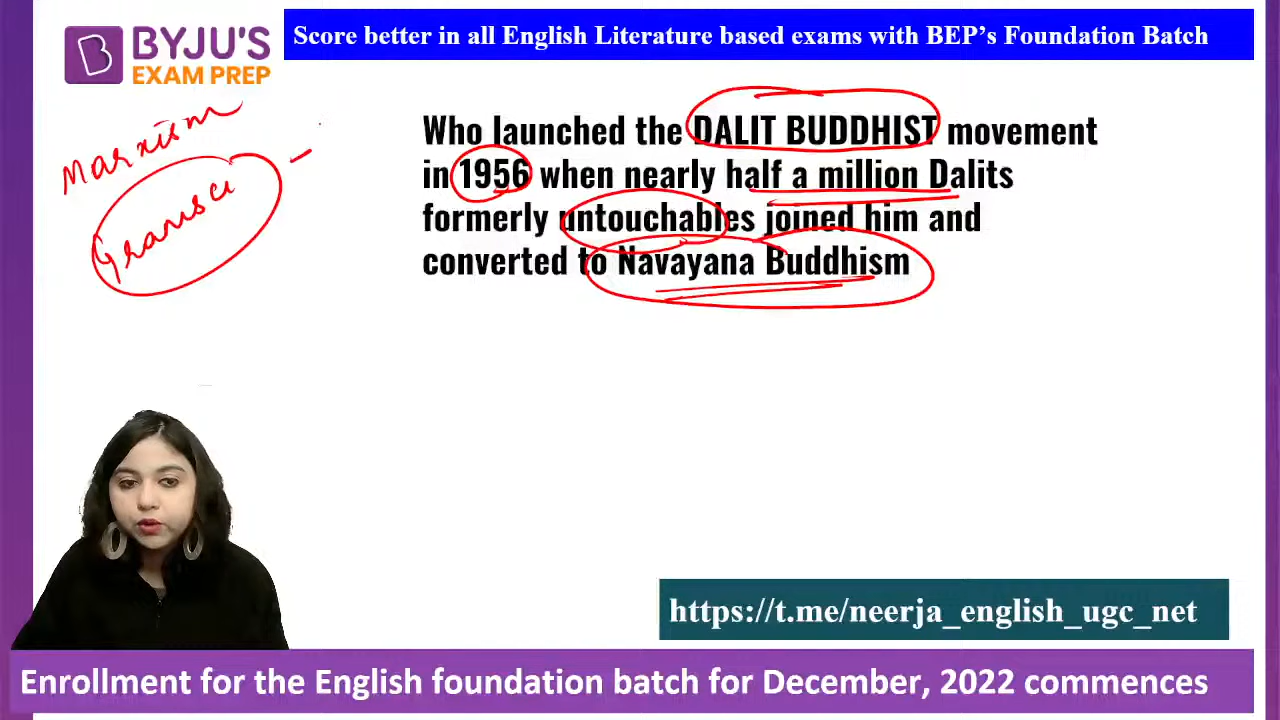 BYJU'S
EXAM PREP
Score better in all English Literature based exams with BEP's Foundation Batch
Marxism
Gramsci
Who launched the DALIT BUDDHIST movement
in 1956 when nearly half a million Dalits
formerly untouchables joined him and
converted to Navayana Buddhism
https://t.me/neerja_english_ugc_net
Enrollment for the English foundation batch for December, 2022 commences